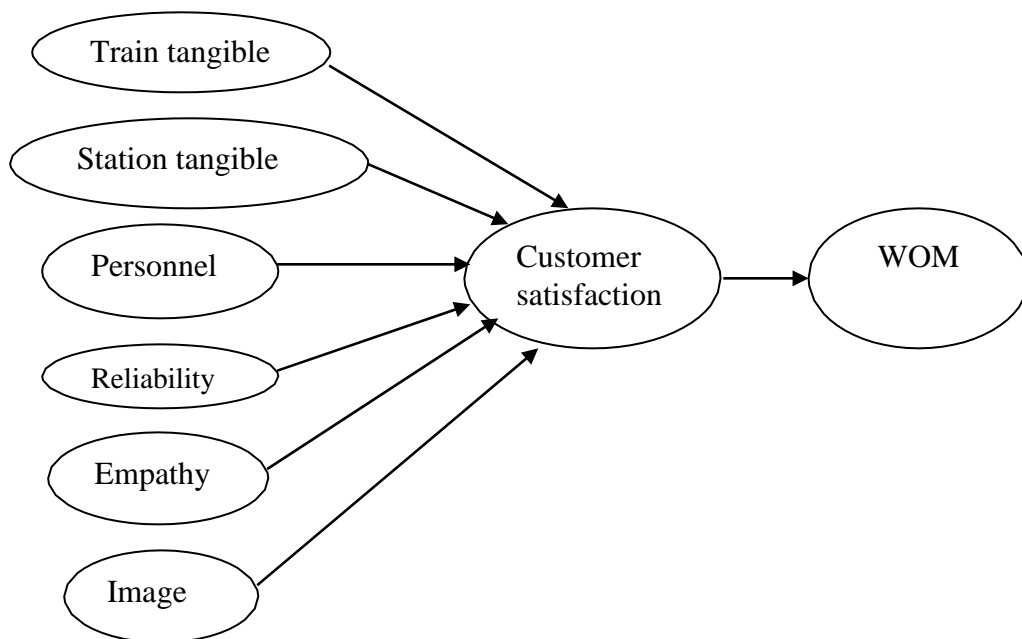 Train tangible
Station tangible
Personnel
Reliability
Empathy
Image
Customer
satisfaction
WOM